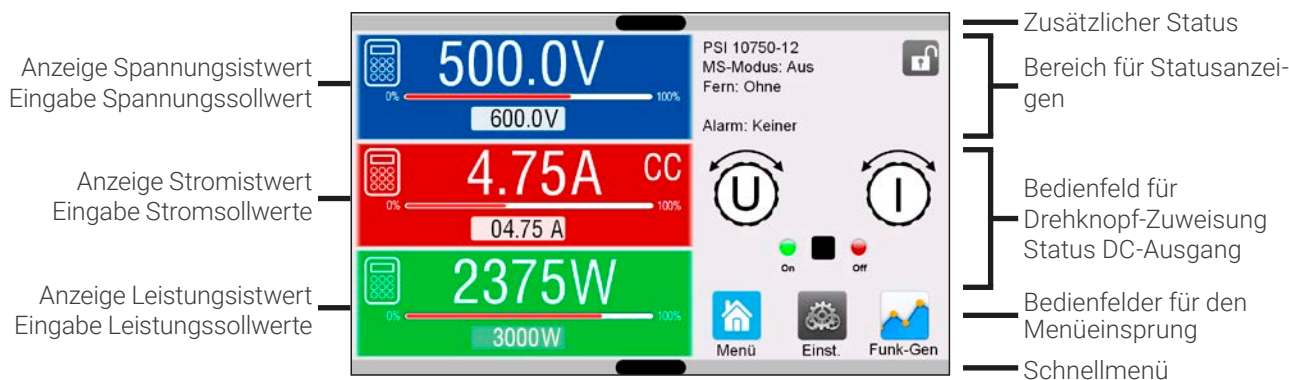 Anzeige Spannungsistwert
Eingabe Spannungssollwert
Anzeige Stromistwert
Eingabe Stromsollwerte
Anzeige Leistungsistwert
Eingabe Leistungssollwerte
500.0V
0%
100%
600.0V
4.75A
CC
0%
100%
04.75 A
2375W
0%
100%
3000W
PSI 10750-12
MS-Modus: Aus
Fern: Ohne
Alarm: Keiner
U
I
On
Off
Menü
Einst.
Funk-Gen
Zusätzlicher Status
Bereich für Statusanzei-
gen
Bedienfeld für
Drehknopf-Zuweisung
Status DC-Ausgang
Bedienfelder für den
Menüeinsprung
Schnellmenü